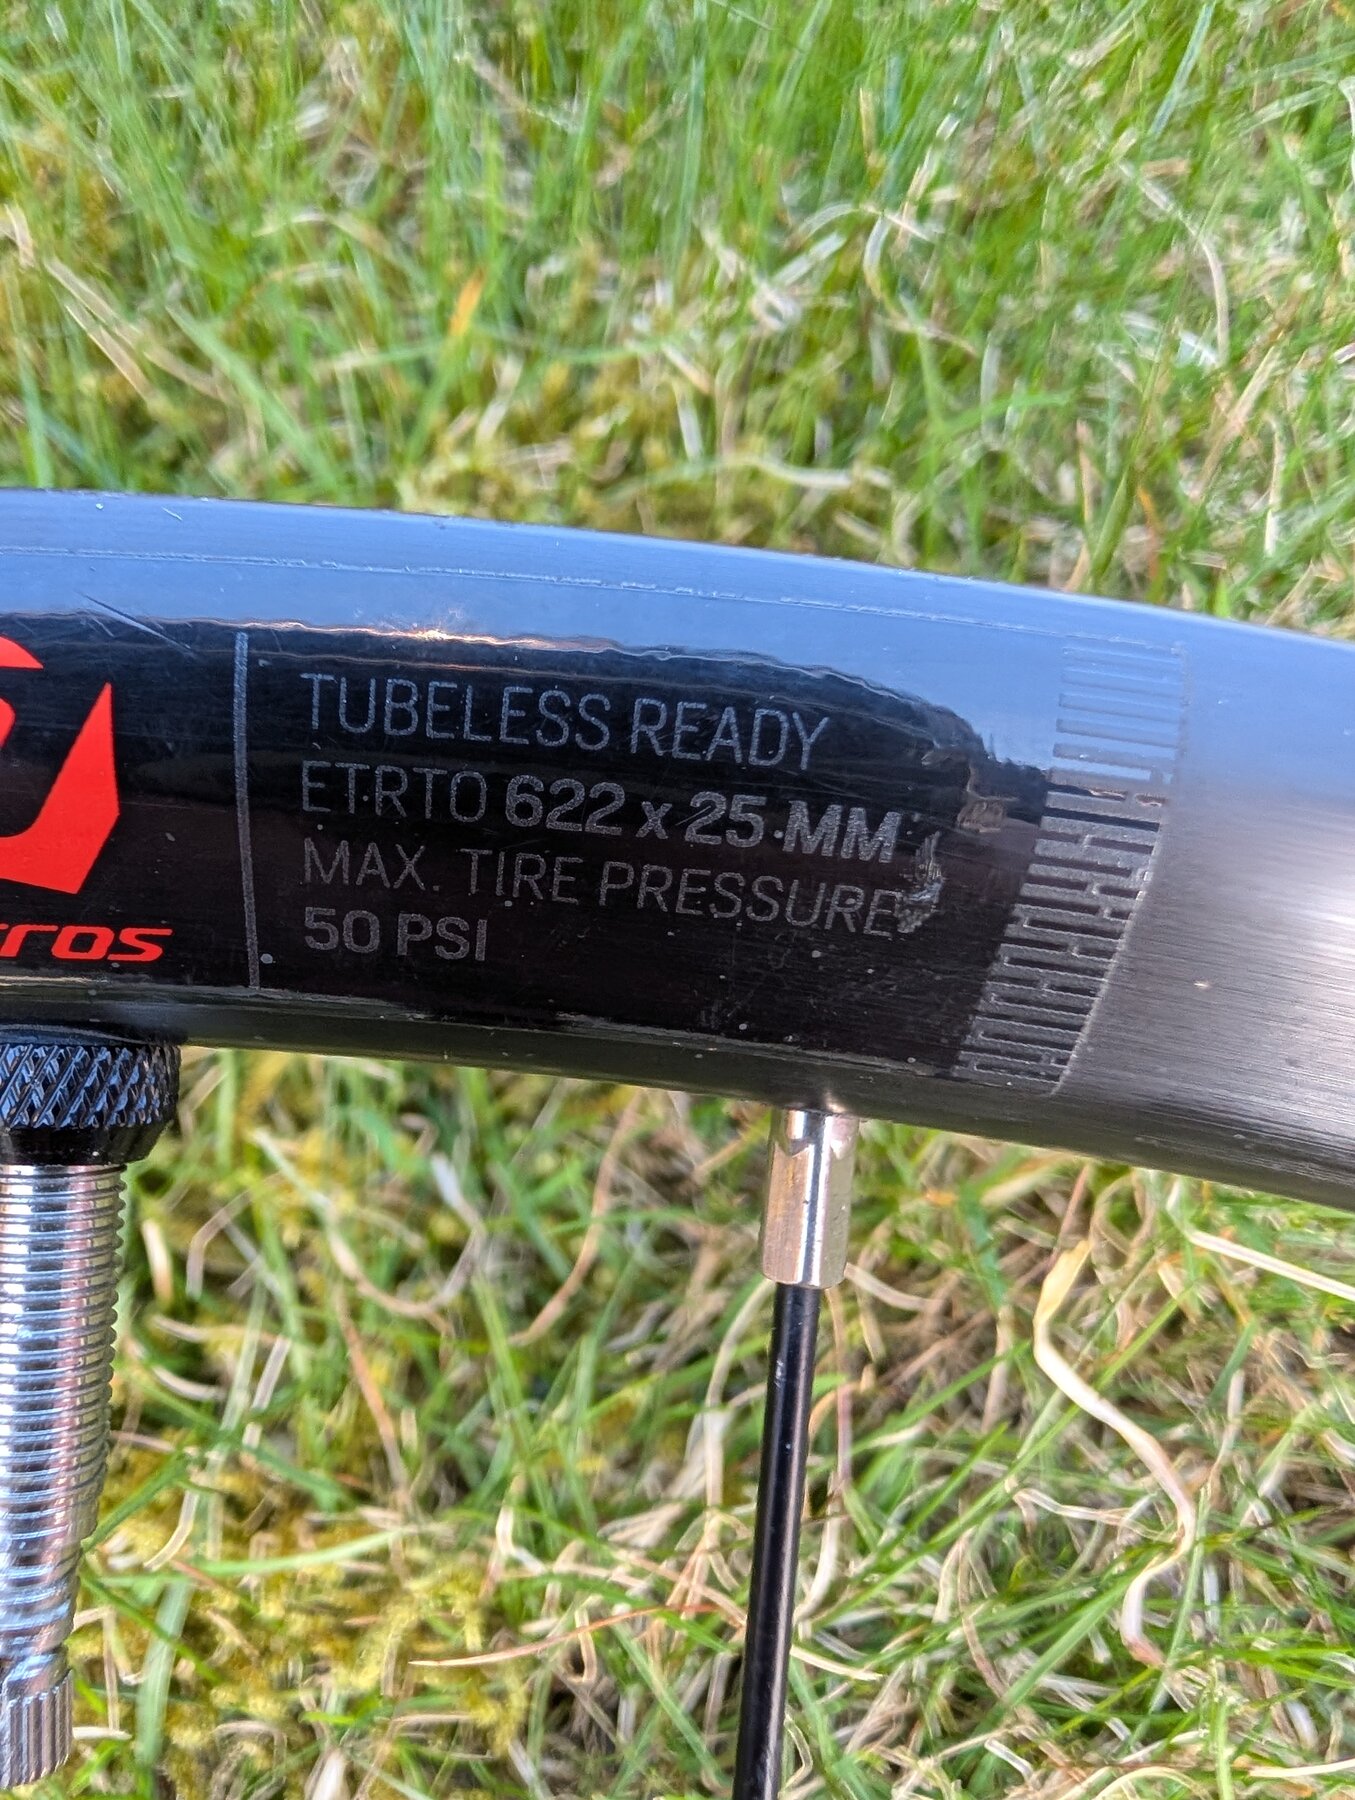 TUBELESS READY
ETRTO 622 x 25 MM
MAX. TIRE PRESSURE
50 PSI